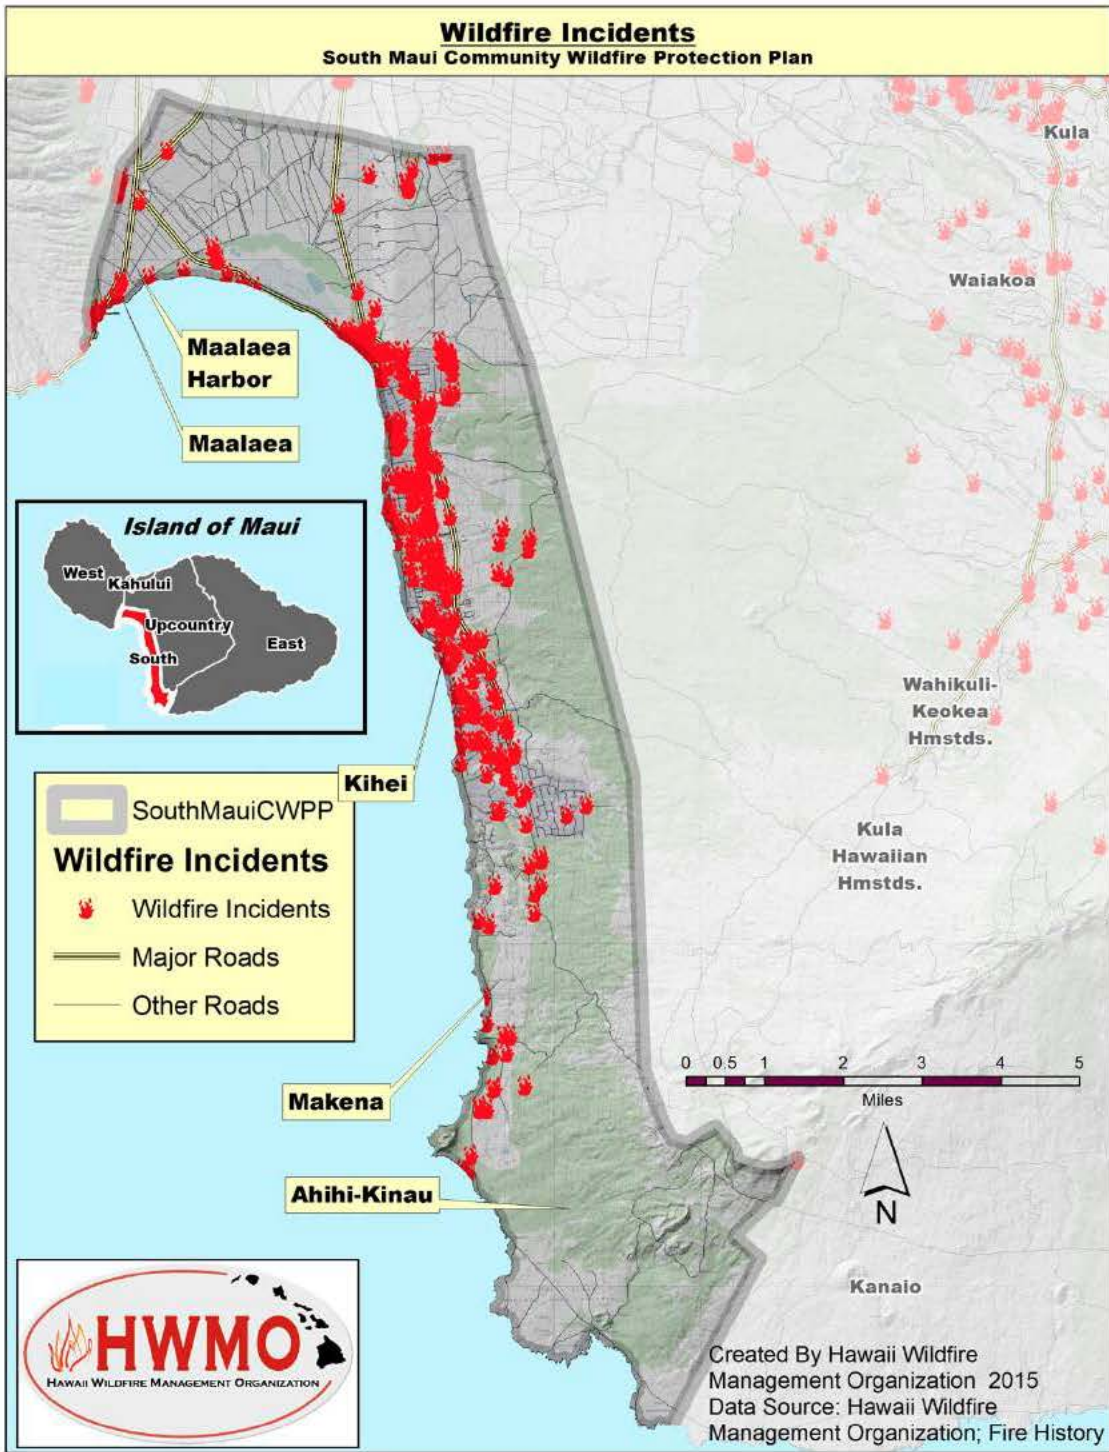 Wildfire Incidents
South Maui Community Wildfire Protection Plan
Kula
Waiakoa
Maalaea
Harbor
Maalaea
Island of Maui
West
Kahului
Upcountry
East
South
Wahikuli-
Keokea
Hmstds.
Kihei
SouthMauiCWPP
Wildfire Incidents
Wildfire Incidents
Major Roads
Other Roads
Kula
Hawaiian
Hmstds.
0 0.5 1 2 3 4 5
Miles
Makena
Ahihi-Kinau
N
Kanaio
HWMO
HAWAII WILDFIRE MANAGEMENT ORGANIZATION
Created By Hawaii Wildfire
Management Organization 2015
Data Source: Hawaii Wildfire
Management Organization; Fire History